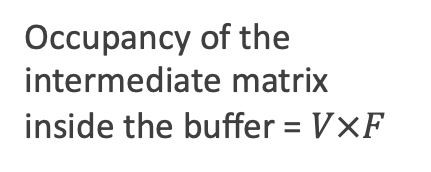 Occupancy of the
intermediate matrix
inside the buffer = V×F